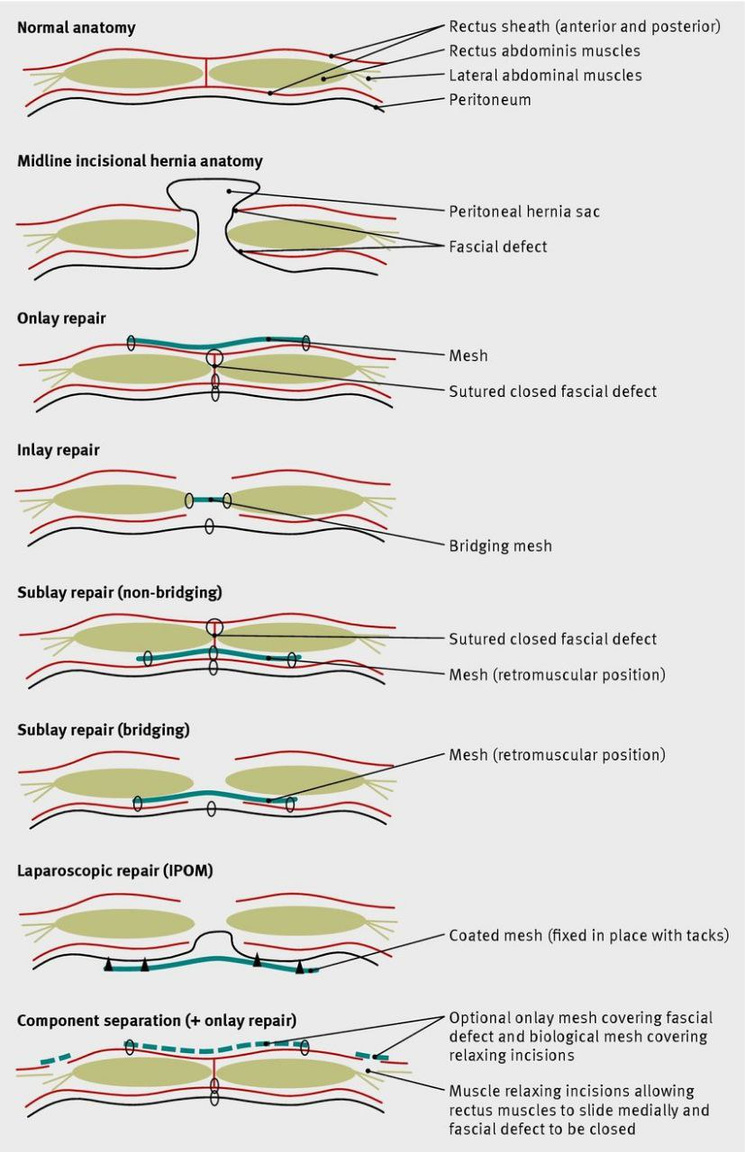 Normal anatomy
Rectus sheath (anterior and posterior)
Rectus abdominis muscles
Lateral abdominal muscles
Peritoneum
Midline incisional hernia anatomy
Peritoneal hernia sac
Fascial defect
Onlay repair
Mesh
Sutured closed fascial defect
Inlay repair
Bridging mesh
Sublay repair (non-bridging)
Sutured closed fascial defect
Mesh (retromuscular position)
Sublay repair (bridging)
Mesh (retromuscular position)
Laparoscopic repair (IPOM)
Coated mesh (fixed in place with tacks)
Component separation (+ onlay repair)
Optional onlay mesh covering fascial
defect and biological mesh covering
relaxing incisions
Muscle relaxing incisions allowing
rectus muscles to slide medially and
fascial defect to be closed